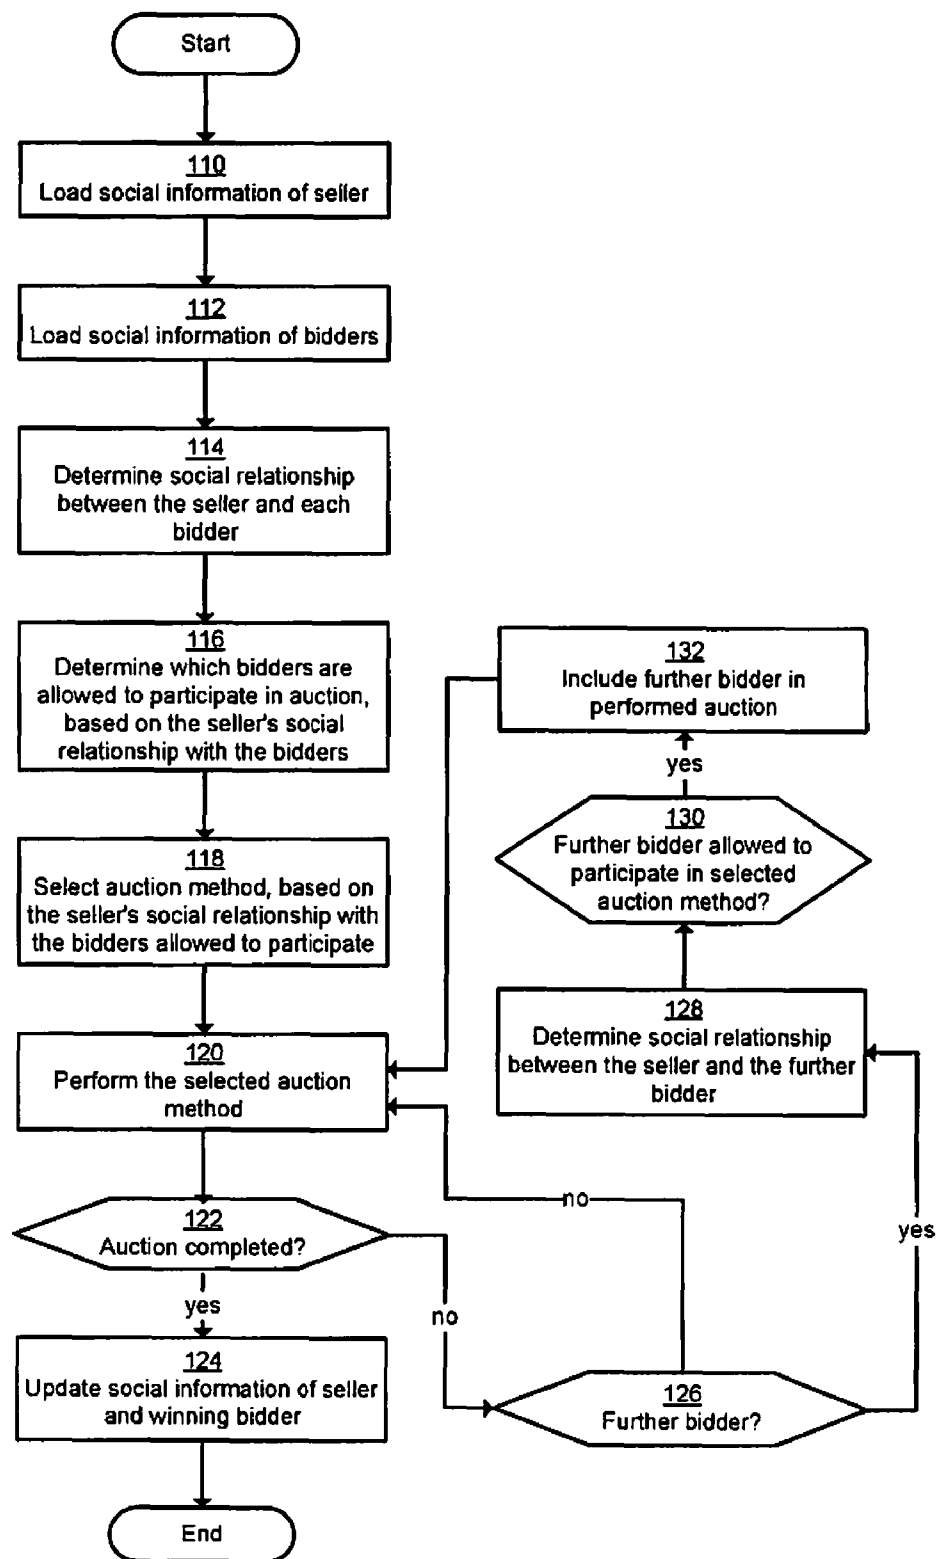 Start
110
Load social information of seller
112
Load social information of bidders
114
Determine social relationship
between the seller and each
bidder
116
Determine which bidders are
allowed to participate in auction,
based on the seller's social
relationship with the bidders
118
Select auction method, based on
the seller's social relationship with
the bidders allowed to participate
120
Perform the selected auction
method
122
Auction completed?
yes
no
124
Update social information of seller
and winning bidder
End
126
Further bidder?
no
yes
128
Determine social relationship
between the seller and the further
bidder
130
Further bidder allowed to
participate in selected
auction method?
yes
132
Include further bidder in
performed auction